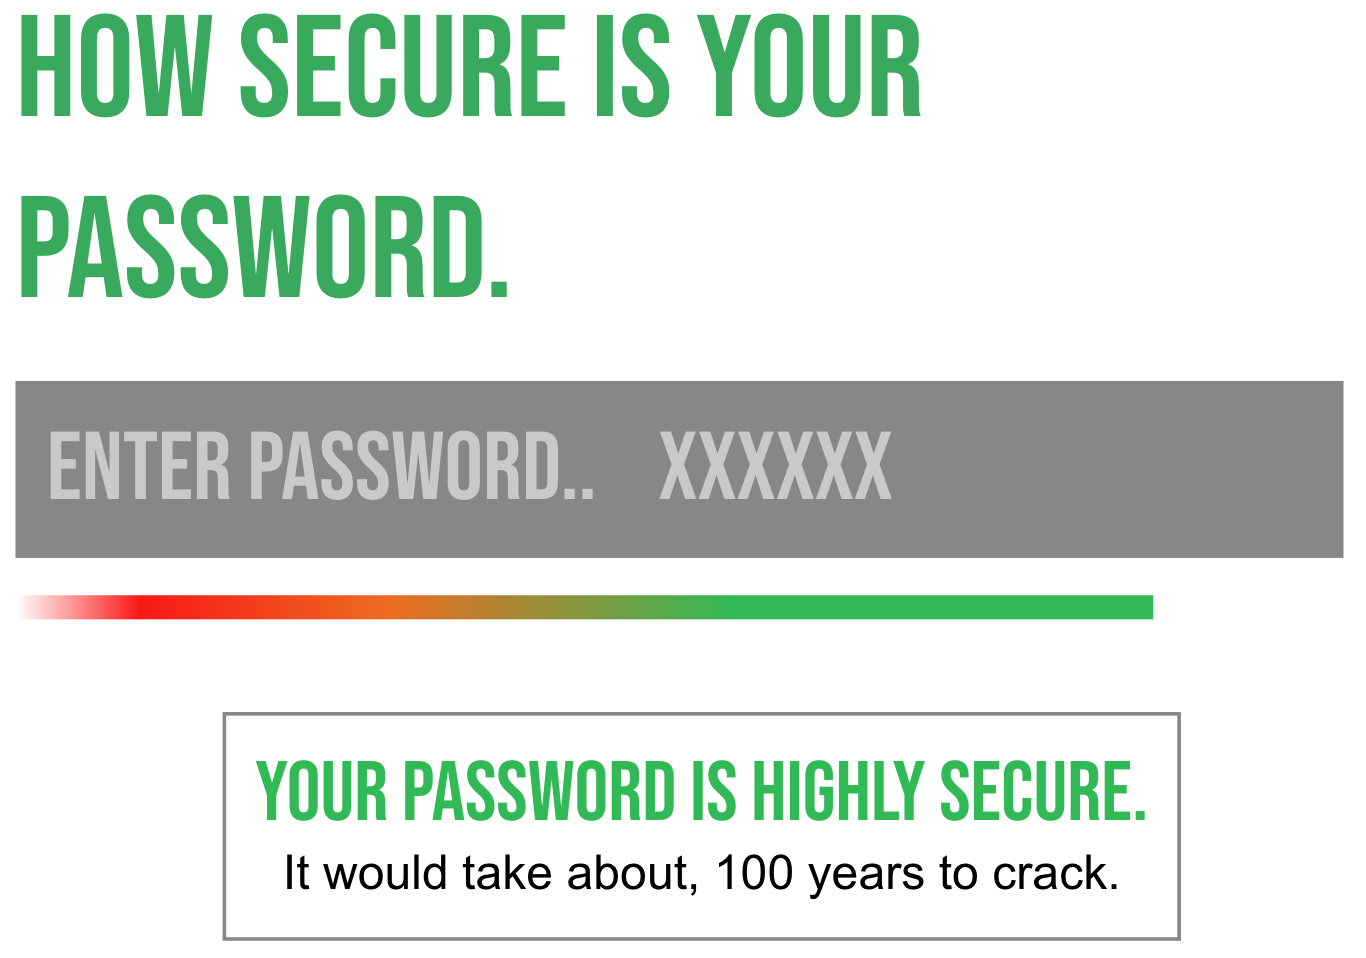 HOW SECURE IS YOUR
PASSWORD.
ENTER PASSWORD.. XXXXXX
YOUR PASSWORD IS HIGHLY SECURE.
It would take about, 100 years to crack.